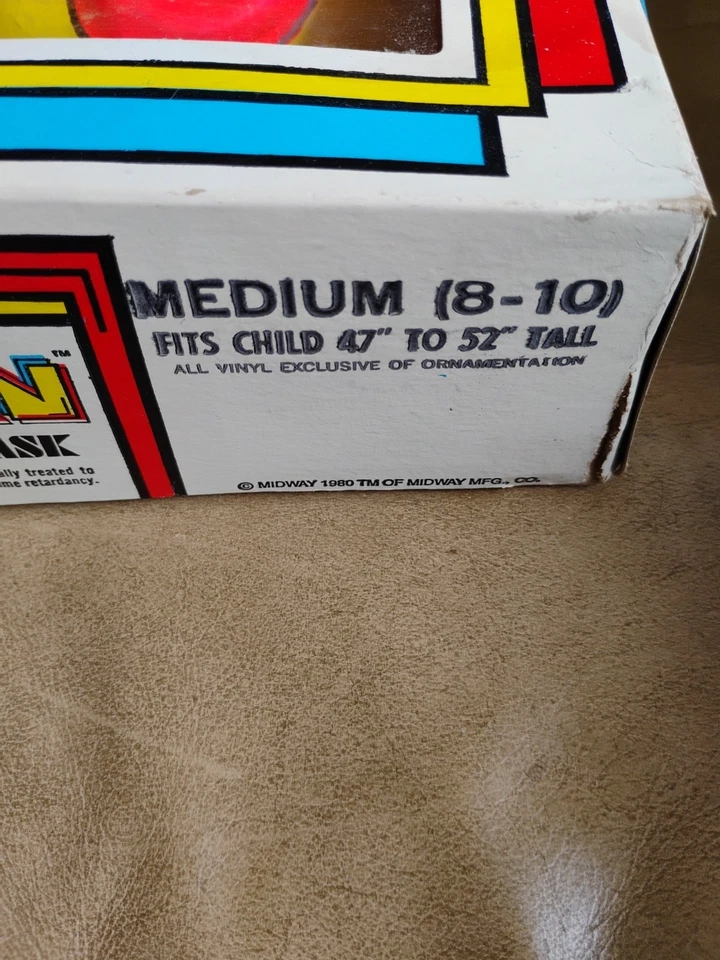 MEDIUM (8-10)
FITS CHILD 47" TO 52" TALL
ALL VINYL EXCLUSIVE OF ORNAMENTATION
N™
ASK
ally treated to
me retardancy.
© MIDWAY 1980 TM OF MIDWAY MFG., CO.